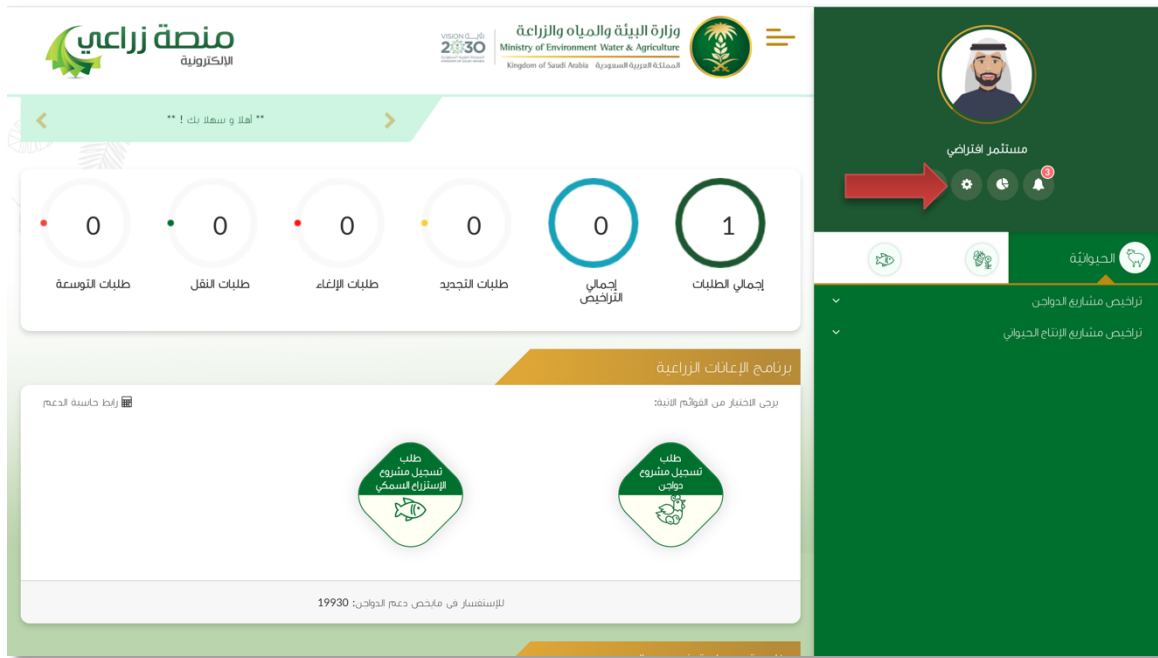 منصة زراعي
الإلكترونية
VISION رؤيــة
2030
وزارة البيئة والمياه والزراعة
Ministry of Environment Water & Agriculture
المملكة العربية السعودية Kingdom of Saudi Arabia
** أهلا و سهلا بك ! **
مستثمر افتراضي
3
الحيوانيّة
تراخيص مشاريع الدواجن
تراخيص مشاريع الإنتاج الحيواني
1
إجمالي الطلبات
0
إجمالي
التراخيص
0
طلبات التجديد
0
طلبات الإلغاء
0
طلبات النقل
0
طلبات التوسعة
برنامج الإعانات الزراعية
يرجى الاختيار من القوائم الاتية:
رابط حاسبة الدعم
طلب
تسجيل مشروع
دواجن
طلب
تسجيل مشروع
الإستزراع السمكي
للإستفسار في مايخص دعم الدواجن: 19930